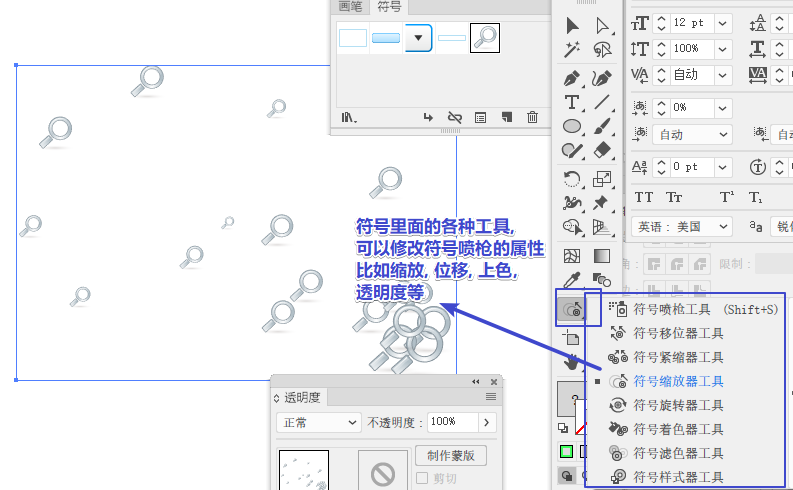 画笔 符号
12 pt
100%
自动
0%
自动
自动
0 pt
英语：美国
锐化
角：
限制：
符号里面的各种工具,
可以修改符号喷枪的属性
比如缩放, 位移, 上色,
透明度等
符号喷枪工具 (Shift+S)
符号移位器工具
符号紧缩器工具
符号缩放器工具
符号旋转器工具
符号着色器工具
符号滤色器工具
符号样式器工具
透明度
正常 不透明度： 100%
制作蒙版
剪切